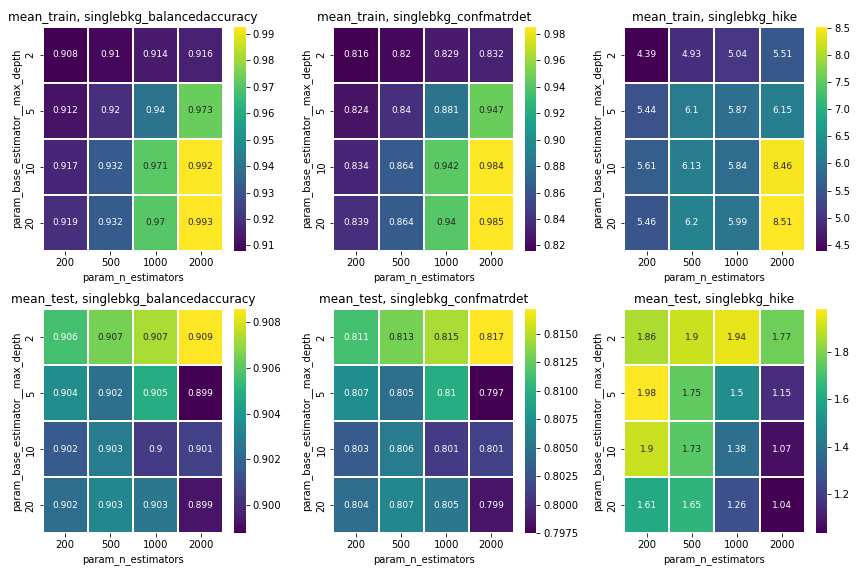 mean_train, singlebkg_balancedaccuracy
param_base_estimator__max_depth
2 0.908 0.91 0.914 0.916
5 0.912 0.92 0.94 0.973
10 0.917 0.932 0.971 0.992
20 0.919 0.932 0.97 0.993
200 500 1000 2000
param_n_estimators
0.99
0.98
0.97
0.96
0.95
0.94
0.93
0.92
0.91
mean_train, singlebkg_confmatrdet
param_base_estimator__max_depth
2 0.816 0.82 0.829 0.832
5 0.824 0.84 0.881 0.947
10 0.834 0.864 0.942 0.984
20 0.839 0.864 0.94 0.985
200 500 1000 2000
param_n_estimators
0.98
0.96
0.94
0.92
0.90
0.88
0.86
0.84
0.82
mean_train, singlebkg_hike
param_base_estimator__max_depth
2 4.39 4.93 5.04 5.51
5 5.44 6.1 5.87 6.15
10 5.61 6.13 5.84 8.46
20 5.46 6.2 5.99 8.51
200 500 1000 2000
param_n_estimators
8.5
8.0
7.5
7.0
6.5
6.0
5.5
5.0
4.5
mean_test, singlebkg_balancedaccuracy
param_base_estimator__max_depth
2 0.906 0.907 0.907 0.909
5 0.904 0.902 0.905 0.899
10 0.902 0.903 0.9 0.901
20 0.902 0.903 0.903 0.899
200 500 1000 2000
param_n_estimators
0.908
0.906
0.904
0.902
0.900
mean_test, singlebkg_confmatrdet
param_base_estimator__max_depth
2 0.811 0.813 0.815 0.817
5 0.807 0.805 0.81 0.797
10 0.803 0.806 0.801 0.801
20 0.804 0.807 0.805 0.799
200 500 1000 2000
param_n_estimators
0.8150
0.8125
0.8100
0.8075
0.8050
0.8025
0.8000
0.7975
mean_test, singlebkg_hike
param_base_estimator__max_depth
2 1.86 1.9 1.94 1.77
5 1.98 1.75 1.5 1.15
10 1.9 1.73 1.38 1.07
20 1.61 1.65 1.26 1.04
200 500 1000 2000
param_n_estimators
1.8
1.6
1.4
1.2